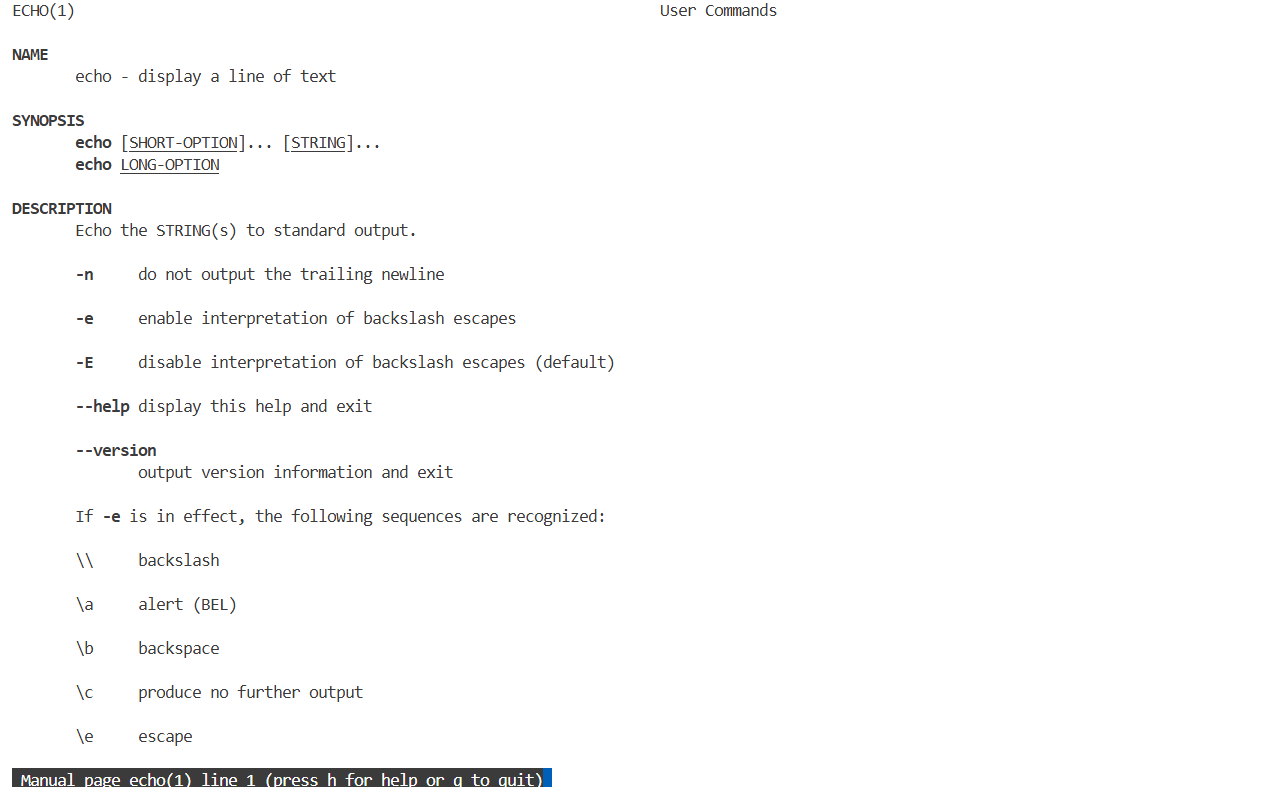 ECHO(1) User Commands
NAME
echo - display a line of text
SYNOPSIS
echo [SHORT-OPTION]... [STRING]...
echo LONG-OPTION
DESCRIPTION
Echo the STRING(s) to standard output.
-n do not output the trailing newline
-e enable interpretation of backslash escapes
-E disable interpretation of backslash escapes (default)
--help display this help and exit
--version
output version information and exit
If -e is in effect, the following sequences are recognized:
\\ backslash
\a alert (BEL)
\b backspace
\c produce no further output
\e escape
Manual page echo(1) line 1 (press h for help or q to quit)